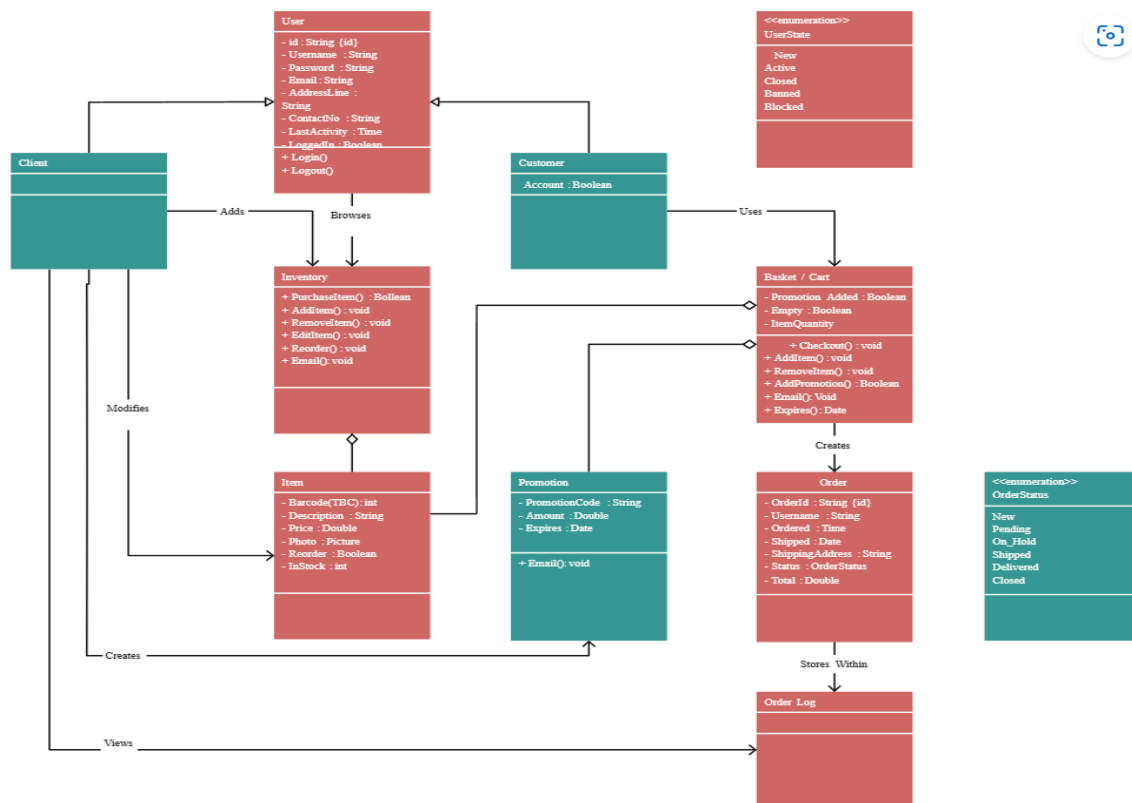 User
- id : String {id}
- Username : String
- Password : String
- Email : String
- AddressLine :
String
- ContactNo : String
- LastActivity : Time
- LoggedIn : Boolean
+ Login()
+ Logout()
<<enumeration>>
UserState
New
Active
Closed
Banned
Blocked
Client
Customer
Account : Boolean
Adds
Browses
Uses
Inventory
+ PurchaseItem() : Bollean
+ AddItem() : void
+ RemoveItem() : void
+ EditItem() : void
+ Reorder() : void
+ Email(): void
Basket / Cart
- Promotion Added : Boolean
- Empty : Boolean
- ItemQuantity
+ Checkout() : void
+ AddItem() : void
+ RemoveItem() : void
+ AddPromotion() : Boolean
+ Email(): Void
+ Expires() : Date
Modifies
Creates
Item
- Barcode(TBC) : int
- Description : String
- Price : Double
- Photo : Picture
- Reorder : Boolean
- InStock : int
Promotion
- PromotionCode : String
- Amount : Double
- Expires : Date
+ Email(): void
Order
- OrderId : String {id}
- Username : String
- Ordered : Time
- Shipped : Date
- ShippingAddress : String
- Status : OrderStatus
- Total : Double
<<enumeration>>
OrderStatus
New
Pending
On_Hold
Shipped
Delivered
Closed
Creates
Stores Within
Order Log
Views